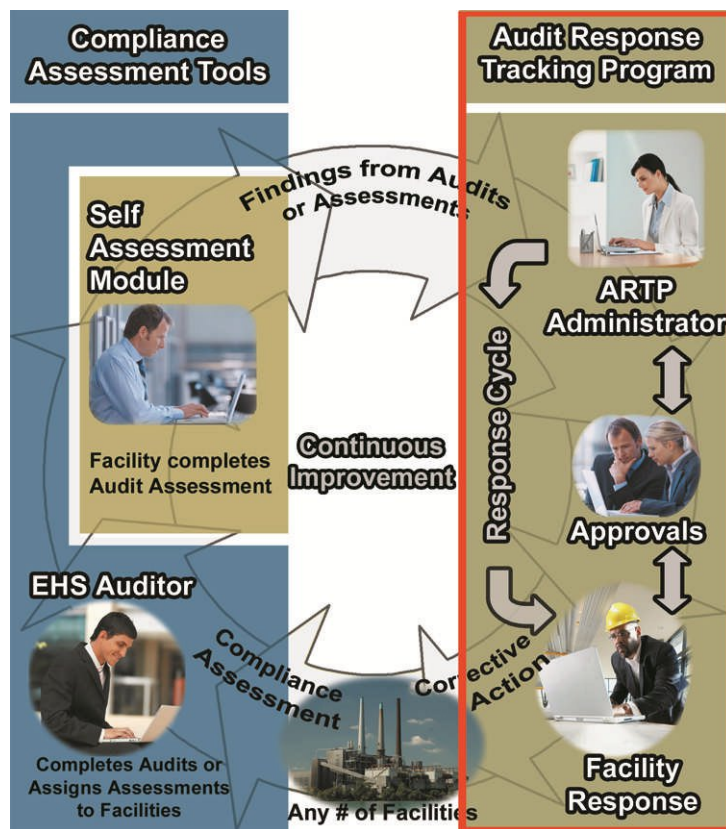 Compliance
Assessment Tools
Audit Response
Tracking Program
Findings from Audits
or Assessments
Self
Assessment
Module
Facility completes
Audit Assessment
Continuous
Improvement
Response Cycle
ARTP
Administrator
Approvals
EHS Auditor
Completes Audits or
Assigns Assessments
to Facilities
Compliance
Assessment
Corrective
Action
Any # of Facilities
Facility
Response